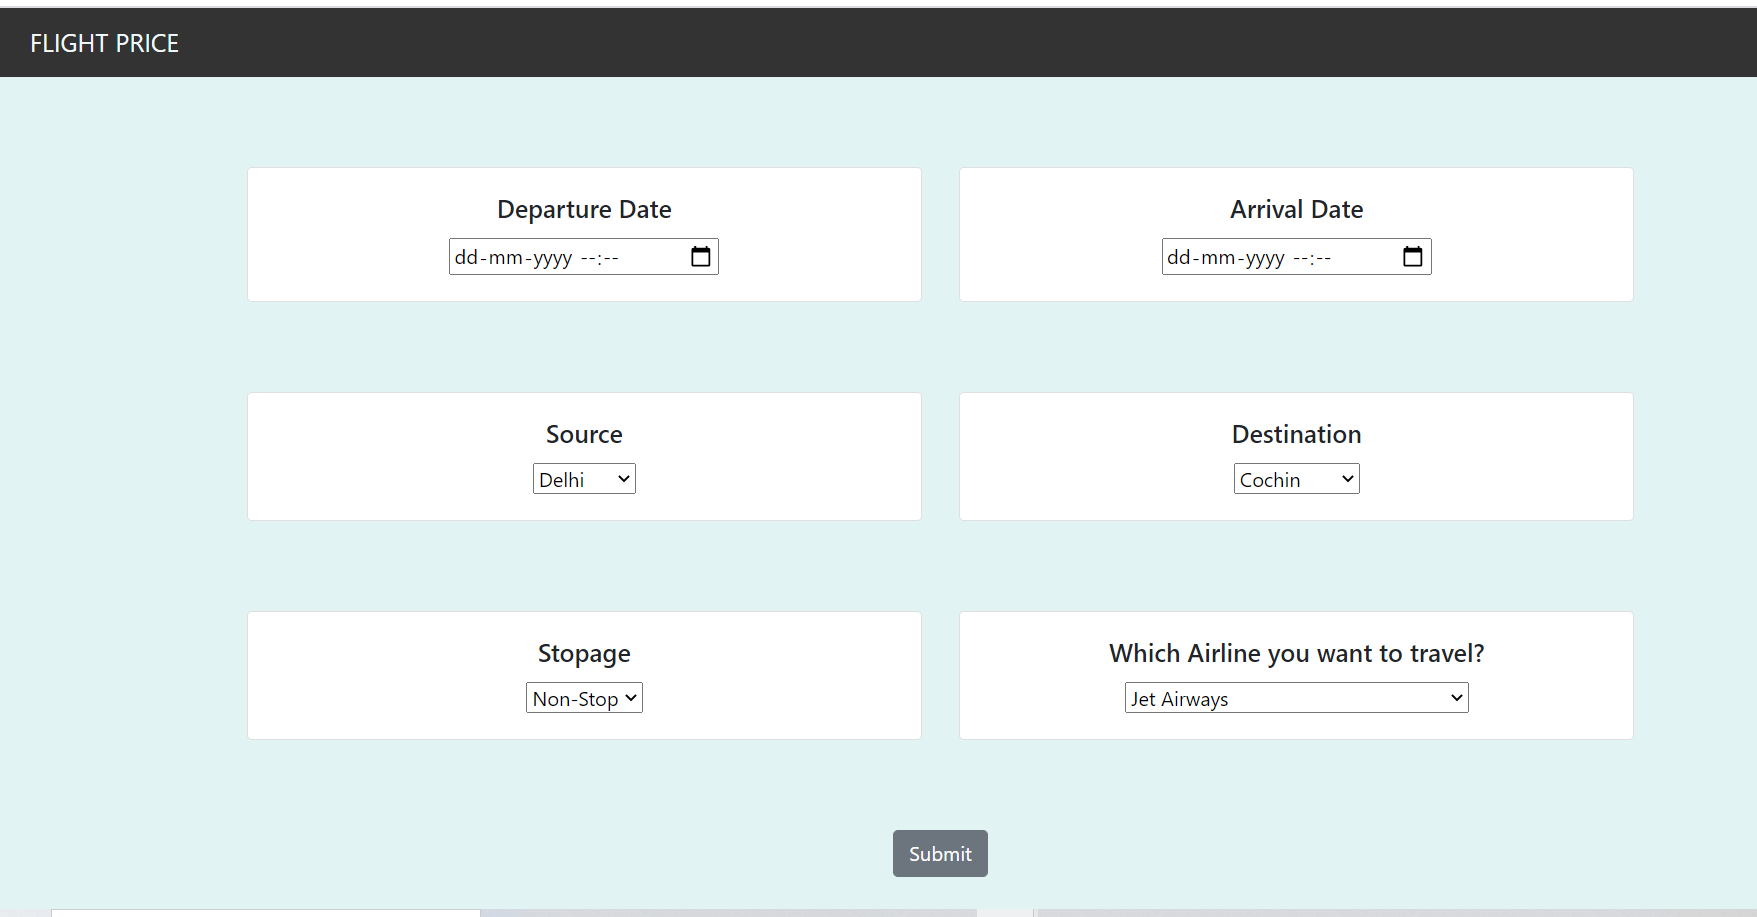 FLIGHT PRICE
Departure Date
dd-mm-yyyy --:--
Arrival Date
dd-mm-yyyy --:--
Source
Delhi
Destination
Cochin
Stopage
Non-Stop
Which Airline you want to travel?
Jet Airways
Submit